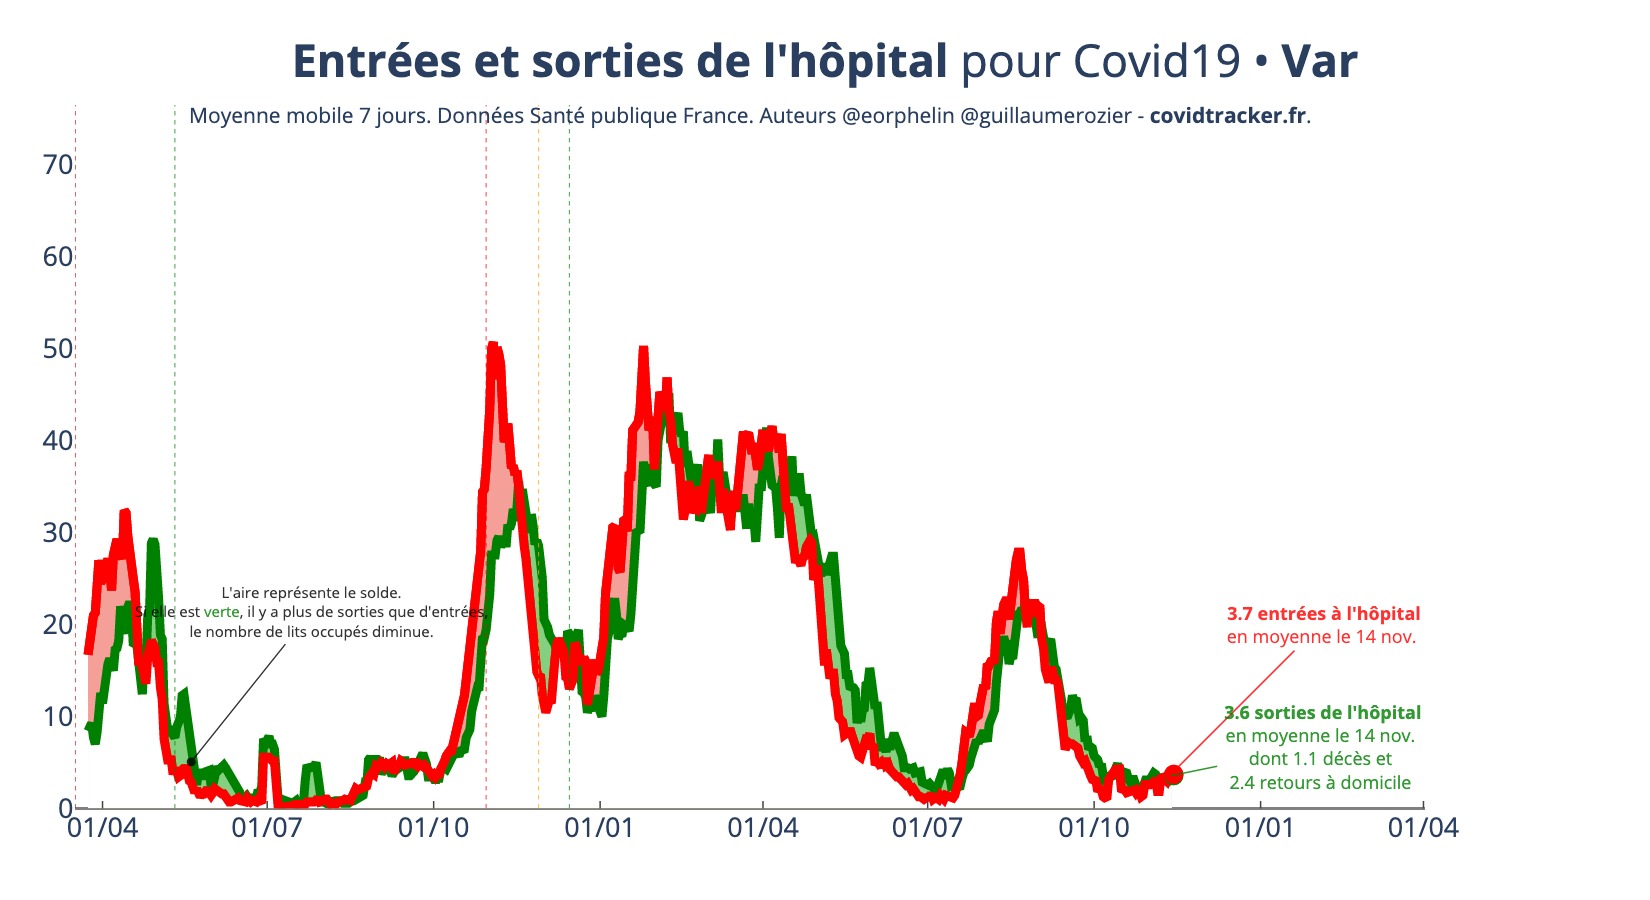 Entrées et sorties de l'hôpital pour Covid19 • Var
Moyenne mobile 7 jours. Données Santé publique France. Auteurs @eorphelin @guillaumerozier - covidtracker.fr.
70
60
50
40
30
20
10
0
L'aire représente le solde.
Si elle est verte, il y a plus de sorties que d'entrées,
le nombre de lits occupés diminue.
3.7 entrées à l'hôpital
en moyenne le 14 nov.
3.6 sorties de l'hôpital
en moyenne le 14 nov.
dont 1.1 décès et
2.4 retours à domicile
01/04 01/07 01/10 01/01 01/04 01/07 01/10 01/01 01/04